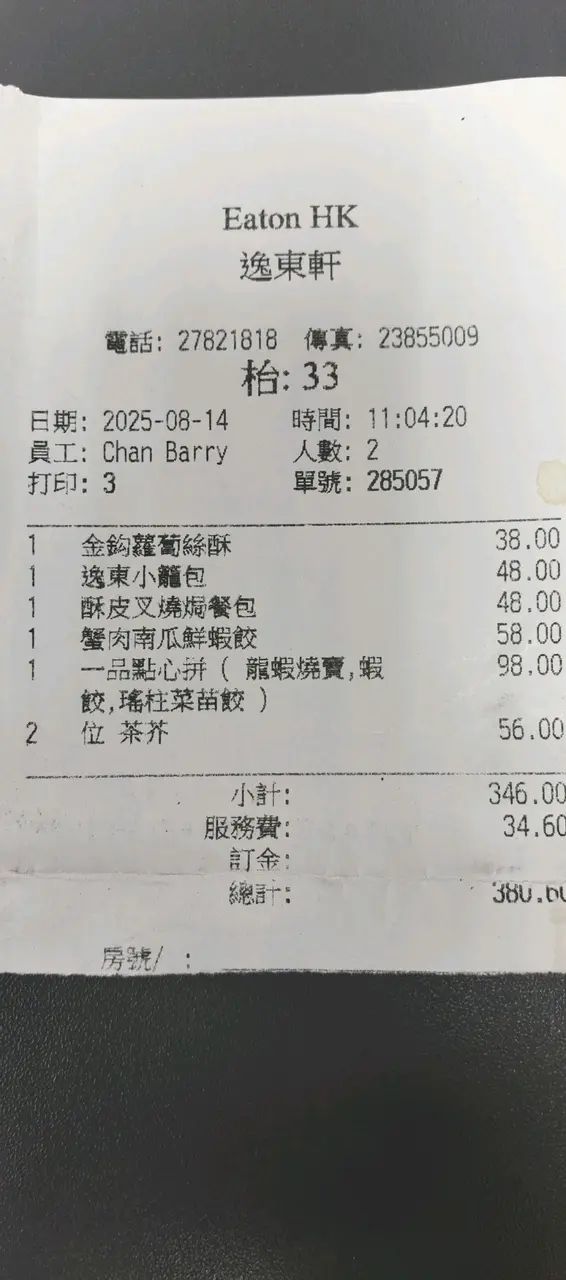 Eaton HK
逸東軒
電話: 27821818 傳真: 23855009
枱: 33
日期: 2025-08-14 時間: 11:04:20
員工: Chan Barry 人數: 2
打印: 3 單號: 285057
1 金鈎蘿蔔絲酥 38.00
1 逸東小籠包 48.00
1 酥皮叉燒焗餐包 48.00
1 蟹肉南瓜鮮蝦餃 58.00
1 一品點心拼 ( 龍蝦燒賣,蝦 98.00
餃,瑤柱菜苗餃 )
2 位 茶芥 56.00
小計: 346.00
服務費: 34.60
訂金:
總計: 380.60
房號/ :